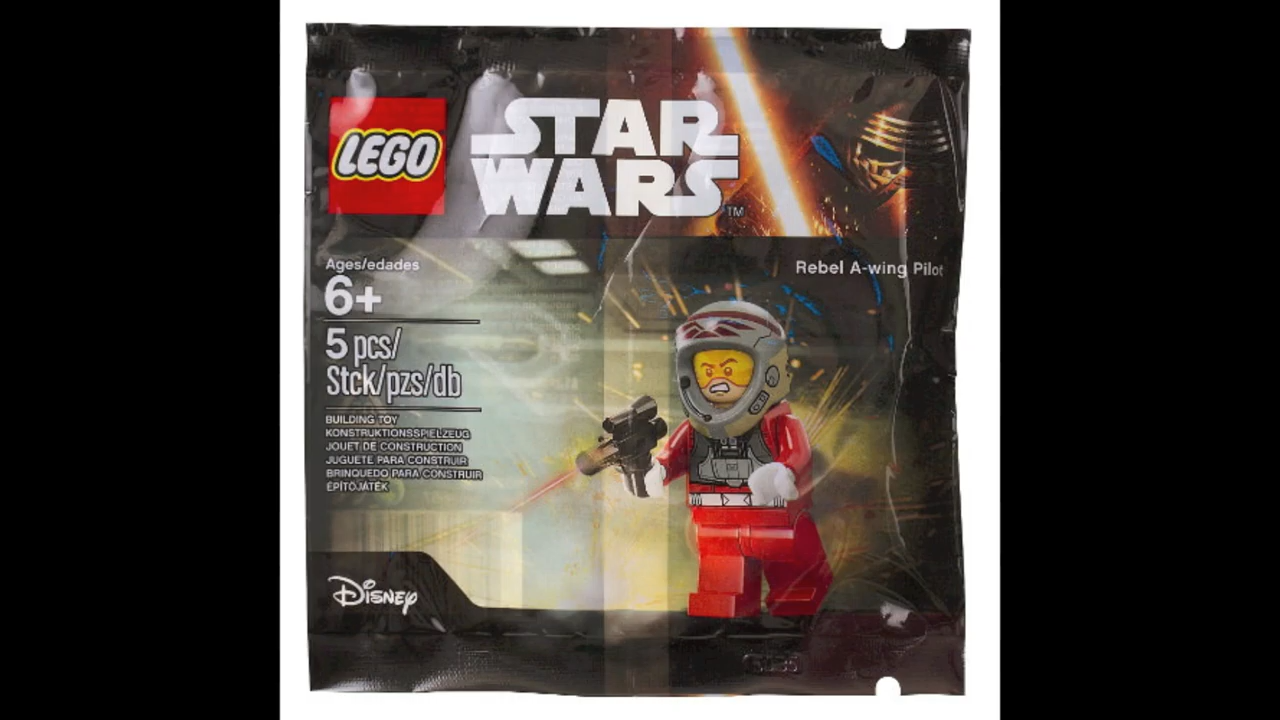 LEGO
STAR
WARS
TM
Rebel A-wing Pilot
Ages/edades
6+
5 pcs/
Stck/pzs/db
BUILDING TOY
KONSTRUKTIONSSPIELZEUG
JOUET DE CONSTRUCTION
JUGUETE PARA CONSTRUIR
BRINQUEDO PARA CONSTRUIR
ÉPÍTŐJÁTÉK
DISNEY